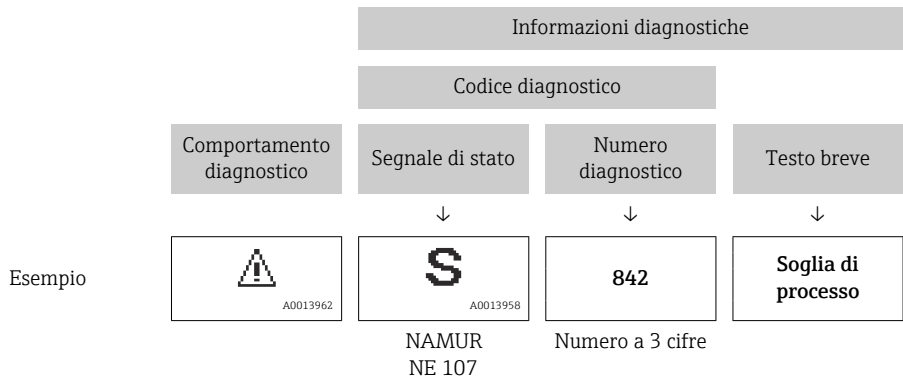 Informazioni diagnostiche
Codice diagnostico
Comportamento
diagnostico
Segnale di stato
Numero
diagnostico
Testo breve
↓ ↓ ↓
Esempio
A0013962
S
A0013958
842
Soglia di
processo
NAMUR
NE 107
Numero a 3 cifre